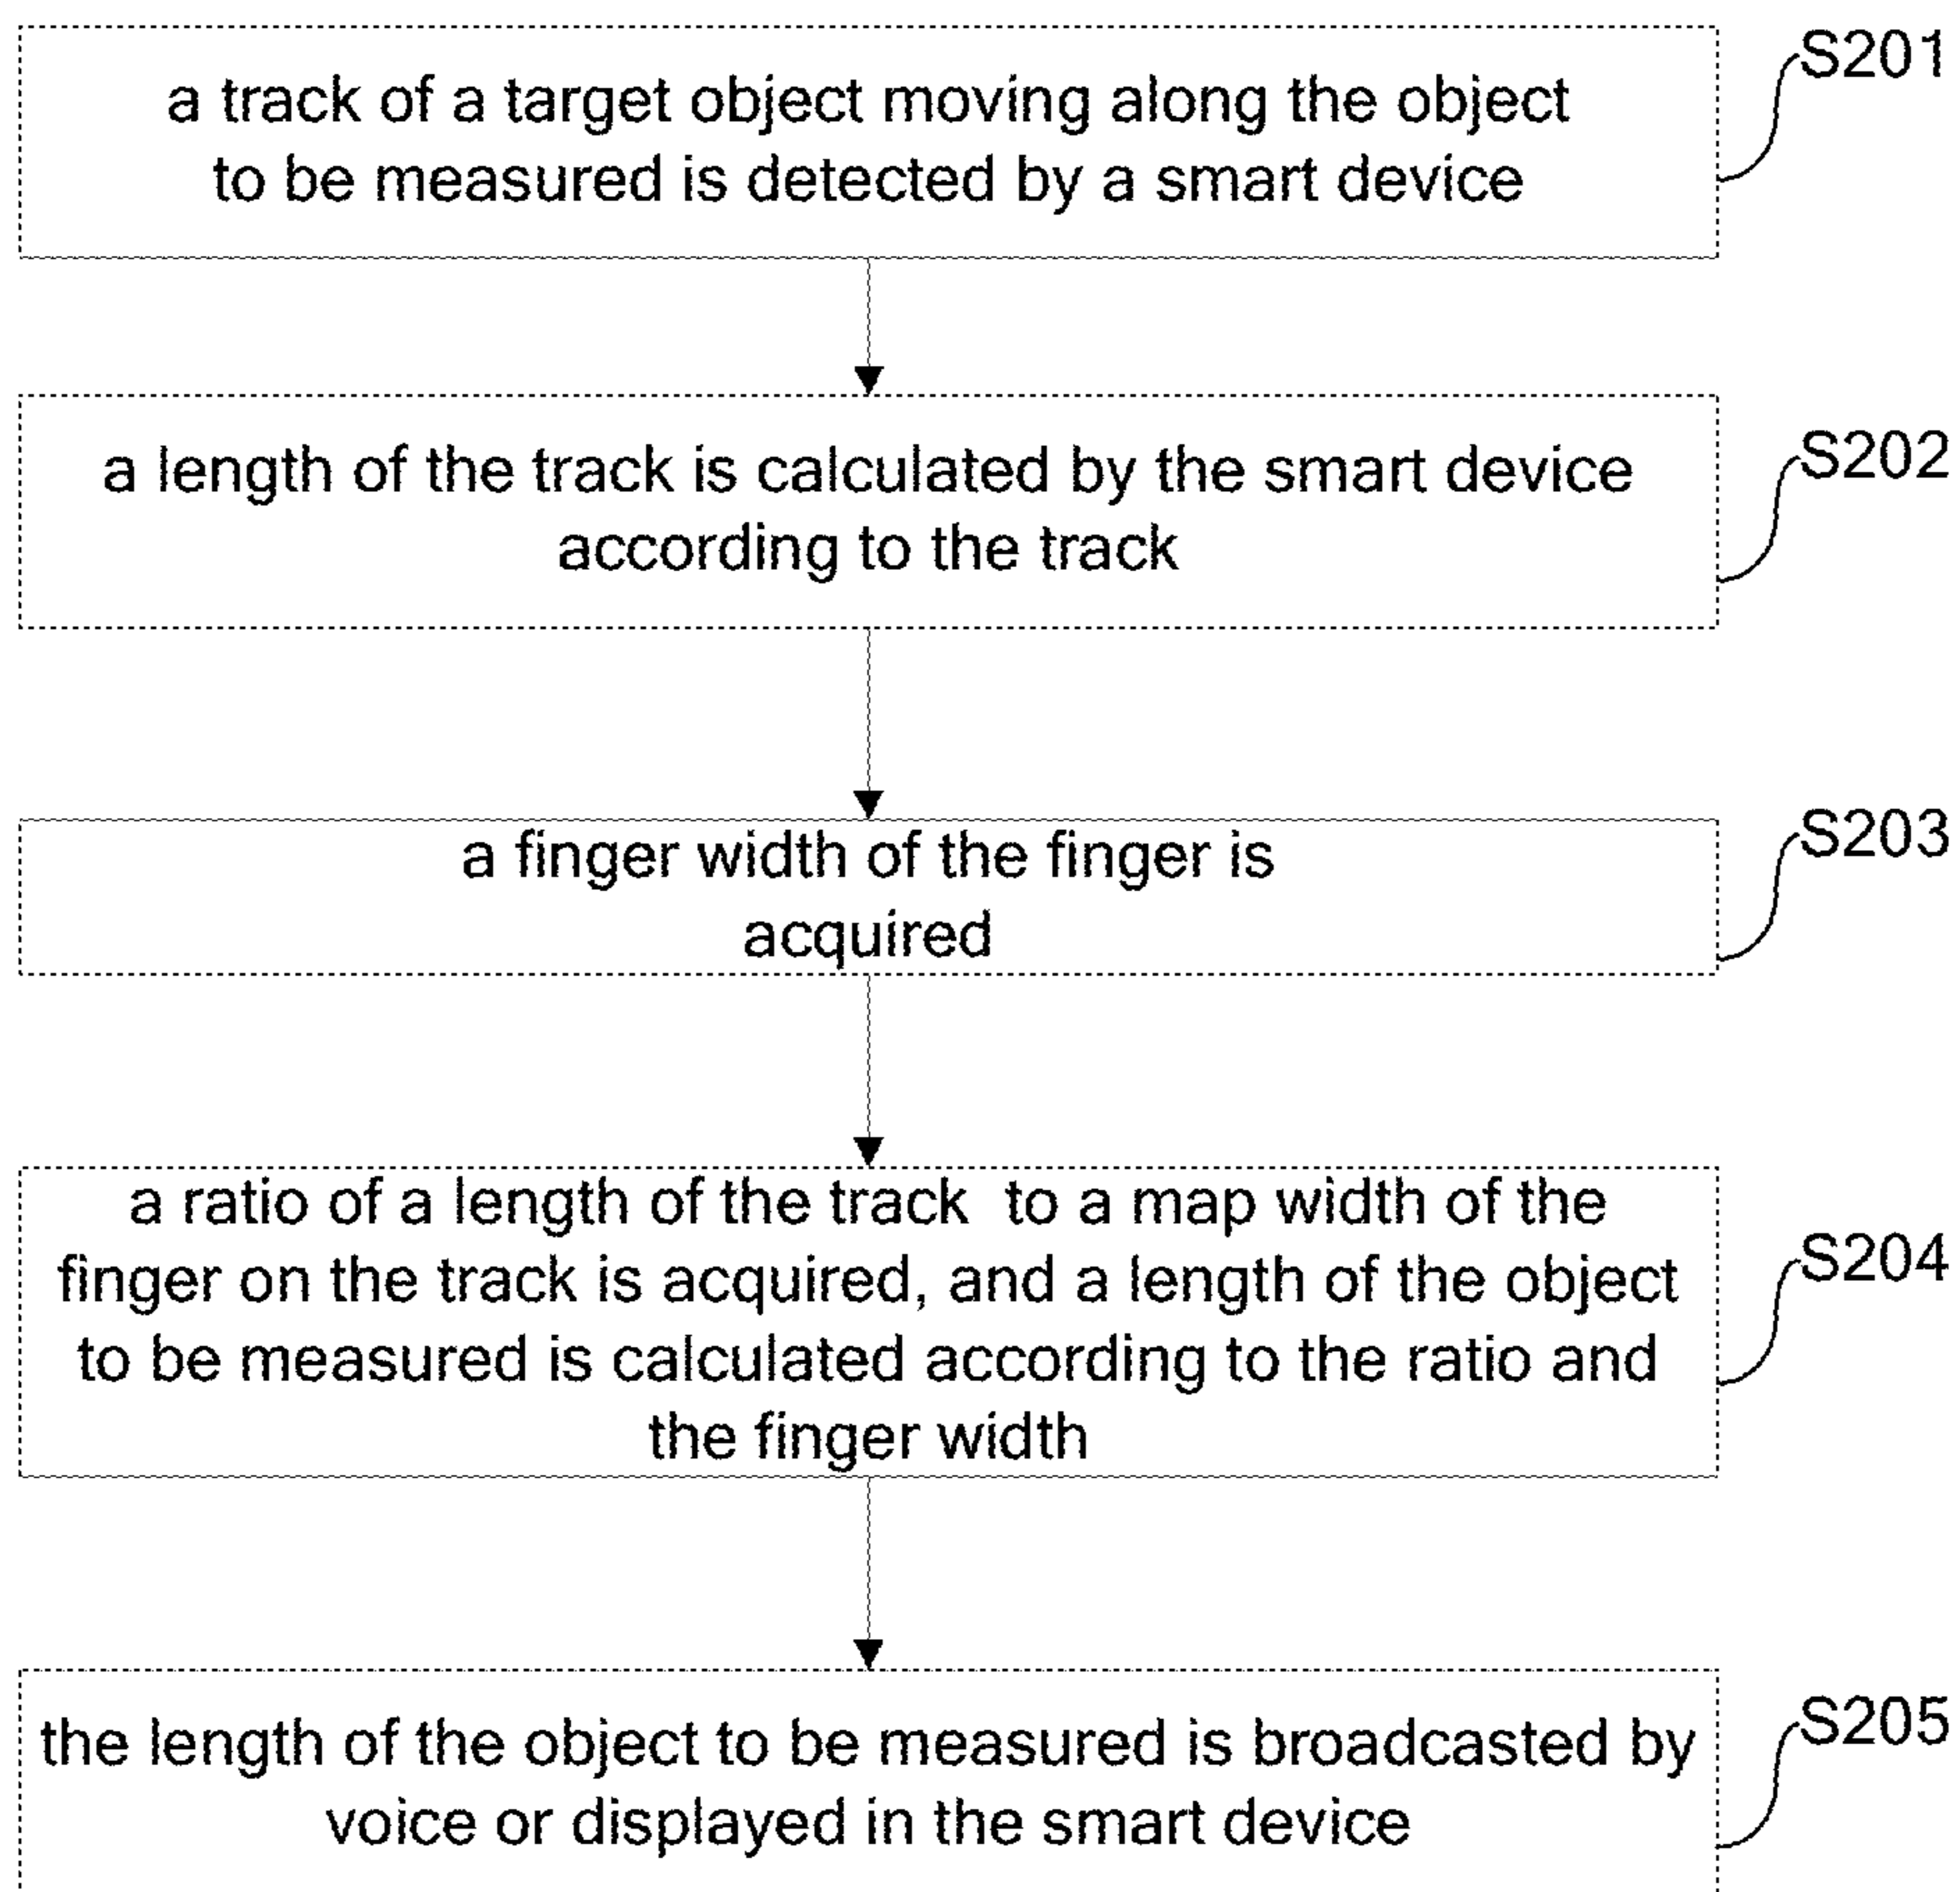 S201
a track of a target object moving along the object
to be measured is detected by a smart device
S202
a length of the track is calculated by the smart device
according to the track
S203
a finger width of the finger is
acquired
S204
a ratio of a length of the track to a map width of the
finger on the track is acquired, and a length of the object
to be measured is calculated according to the ratio and
the finger width
S205
the length of the object to be measured is broadcasted by
voice or displayed in the smart device